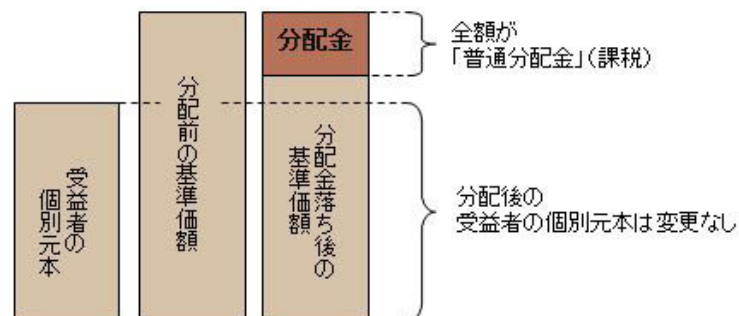 受益者の
個別元本
分配前の基準価額
分配金
分配金落ち後の
基準価額
全額が
「普通分配金」(課税)
分配後の
受益者の個別元本は変更なし